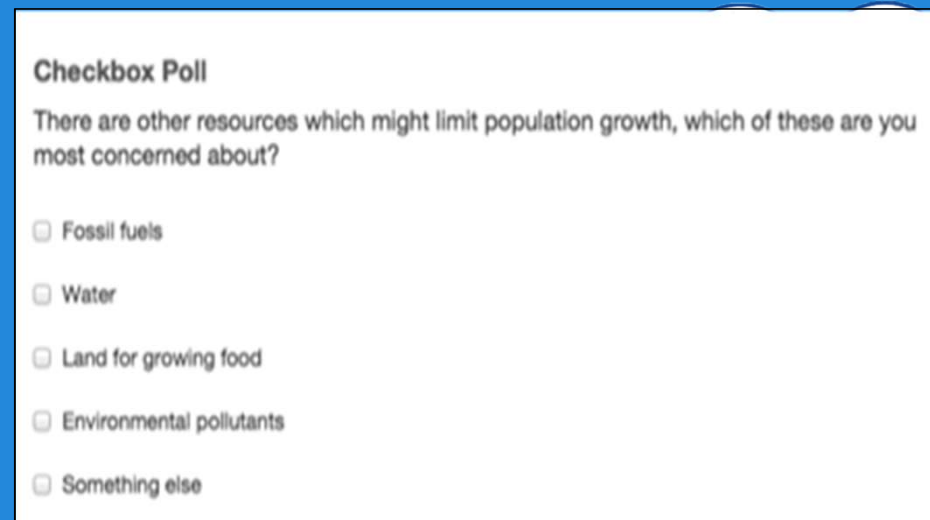 Checkbox Poll
There are other resources which might limit population growth, which of these are you
most concerned about?
Fossil fuels
Water
Land for growing food
Environmental pollutants
Something else